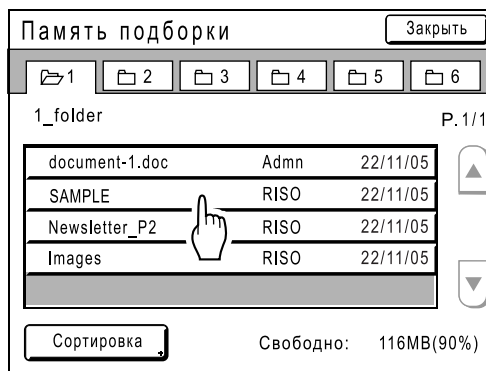 Память подборки Закрыть
1 2 3 4 5 6
1_folder P.1/1
document-1.doc Admn 22/11/05
SAMPLE RISO 22/11/05
Newsletter_P2 RISO 22/11/05
Images RISO 22/11/05
Сортировка Свободно: 116MB(90%)